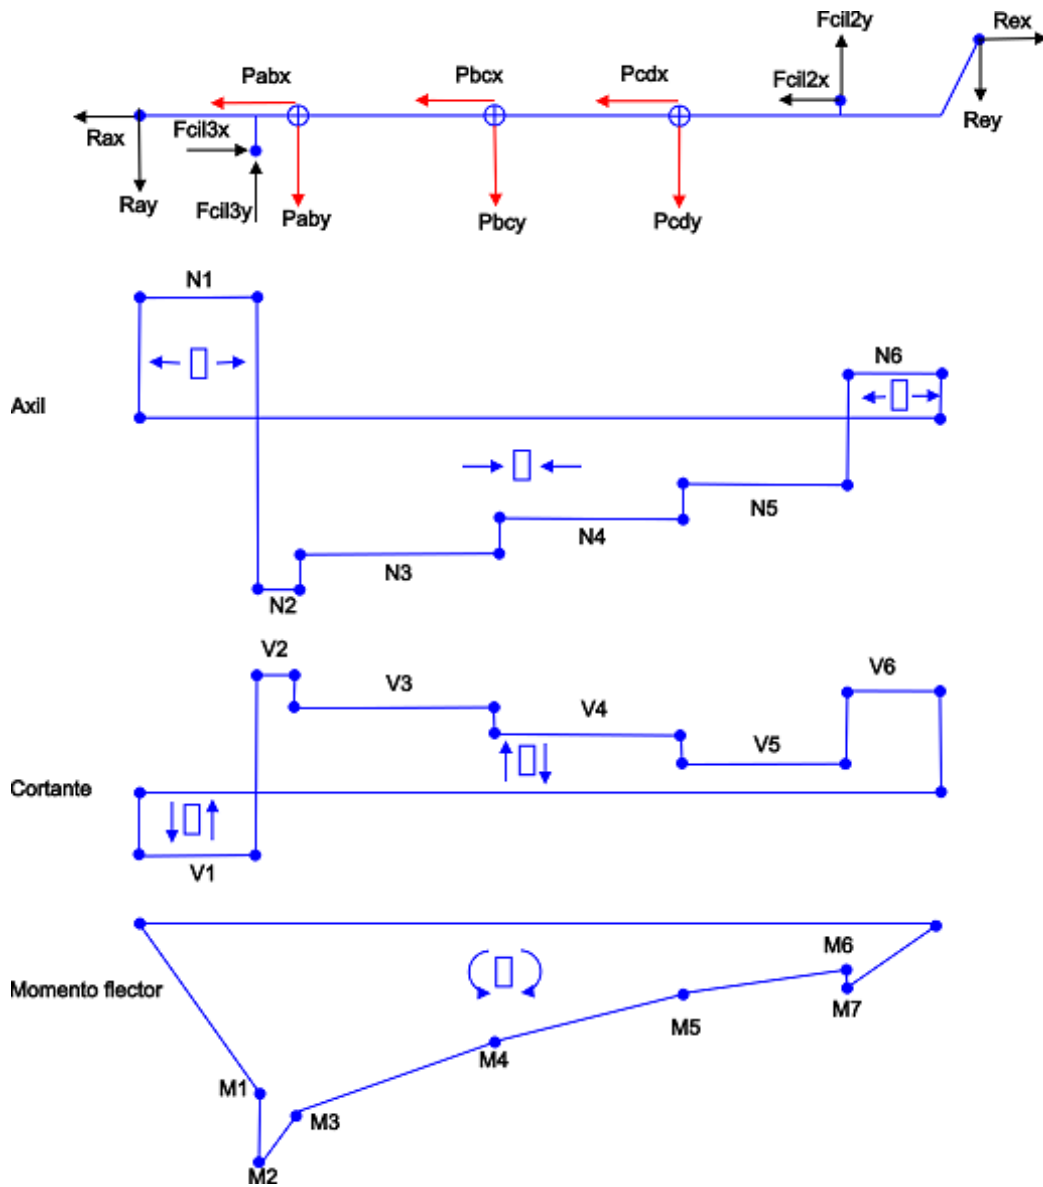 Fcil2y
Rex
Pabx
Pbcx
Pcdx
Fcil2x
Rax
Fcil3x
Rey
Ray
Fcil3y
Paby
Pbcy
Pcdy
N1
N6
Axil
N5
N4
N3
N2
V2
V3
V4
V6
V5
Cortante
V1
M6
Momento flector
M7
M5
M4
M1
M3
M2